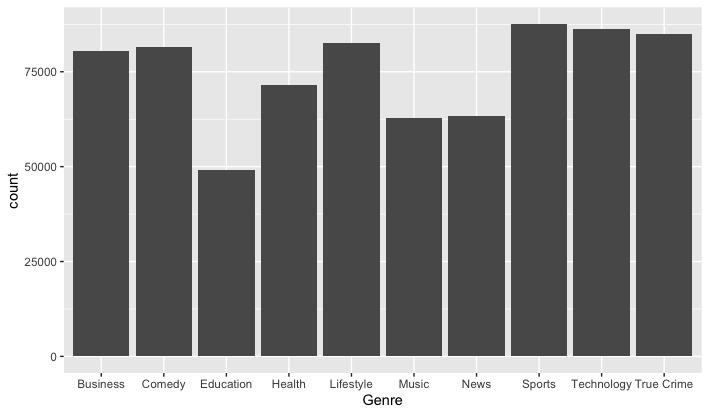 count
75000
50000
25000
0
Business Comedy Education Health Lifestyle Music News Sports Technology True Crime
Genre